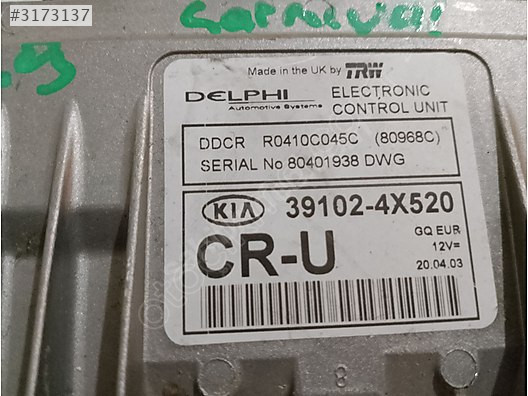 #3173137
Carnival
Made in the UK by TRW
DELPHI
Automotive Systems
ELECTRONIC
CONTROL UNIT
DDCR R0410C045C (80968C)
SERIAL No 80401938 DWG
KIA 39102-4X520
CR-U
GQ EUR
12V=
20.04.03
8